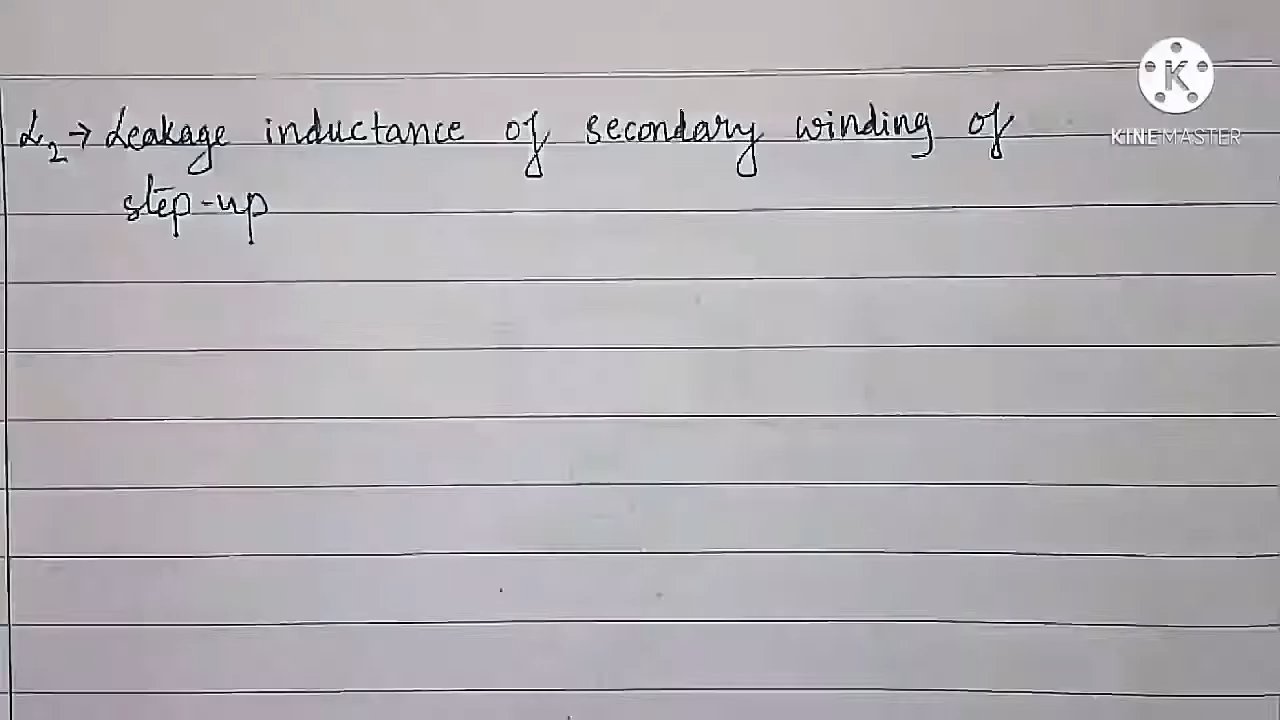 L₂ → Leakage inductance of secondary winding of
step-up
K
KINEMASTER